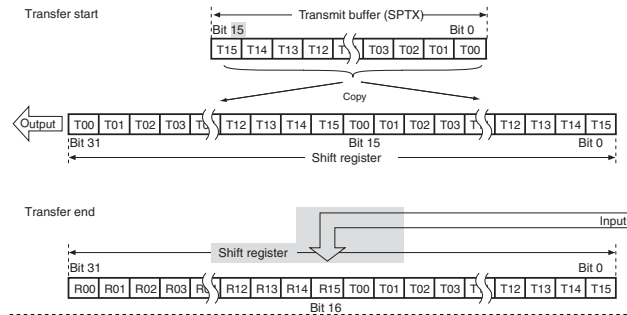 Transfer start
Transmit buffer (SPTX)
Bit 15 Bit 0
T15 T14 T13 T12 T03 T02 T01 T00
Copy
Output T00 T01 T02 T03 T12 T13 T14 T15 T00 T01 T02 T03 T12 T13 T14 T15
Bit 31 Bit 15 Bit 0
Shift register
Transfer end
Input
Shift register
Bit 31 Bit 0
R00 R01 R02 R03 R12 R13 R14 R15 T00 T01 T02 T03 T12 T13 T14 T15
Bit 16